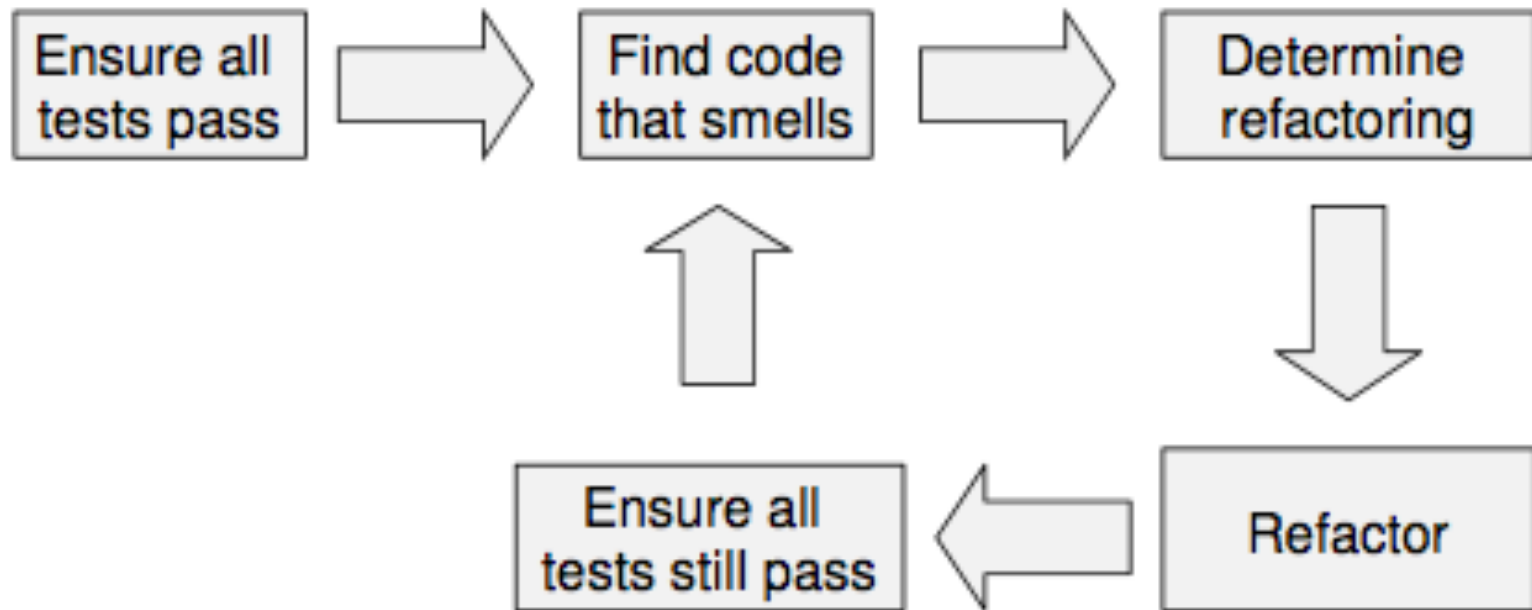 Ensure all
tests pass
Find code
that smells
Determine
refactoring
Refactor
Ensure all
tests still pass